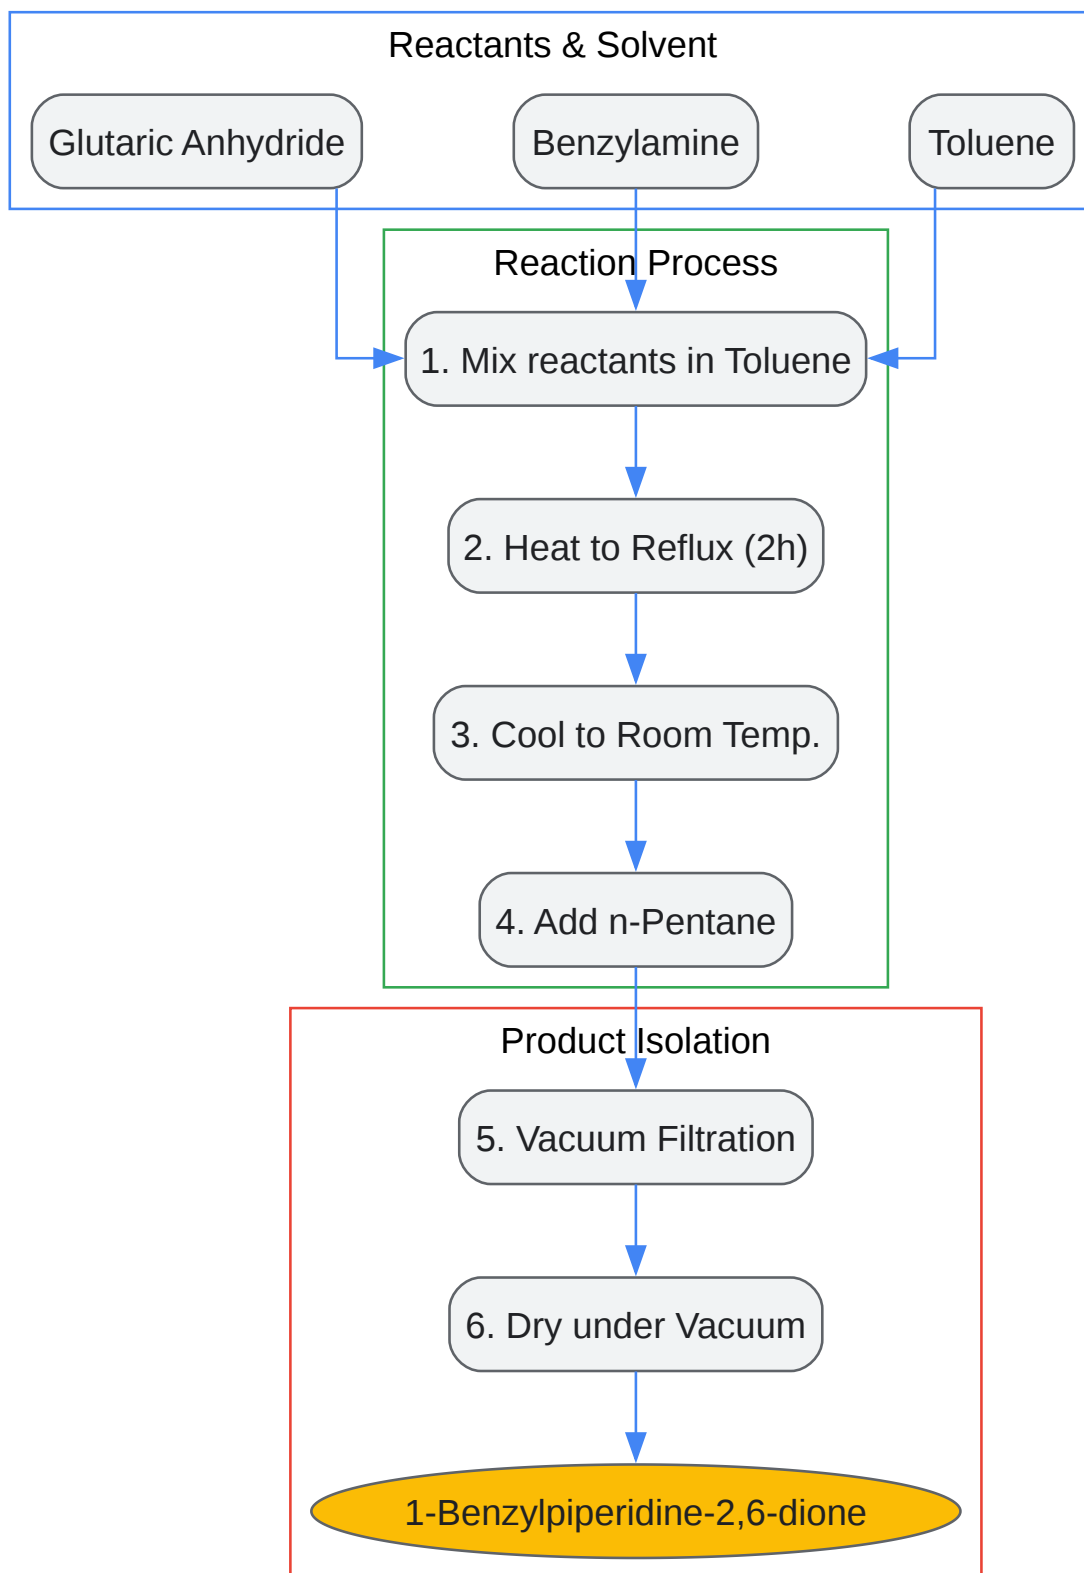 Reactants & Solvent
Glutaric Anhydride
Benzylamine
Toluene
Reaction Process
1. Mix reactants in Toluene
2. Heat to Reflux (2h)
3. Cool to Room Temp.
4. Add n-Pentane
Product Isolation
5. Vacuum Filtration
6. Dry under Vacuum
1-Benzylpiperidine-2,6-dione